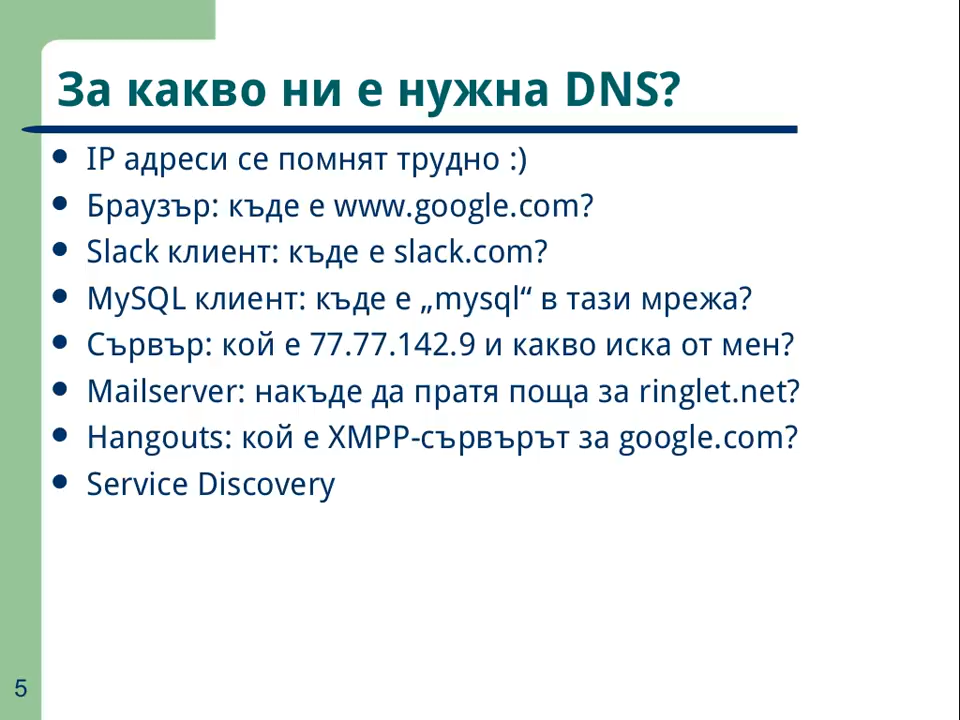 За какво ни е нужна DNS?
IP адреси се помнят трудно :)
Браузър: къде е www.google.com?
Slack клиент: къде е slack.com?
MySQL клиент: къде е „mysql“ в тази мрежа?
Сървър: кой е 77.77.142.9 и какво иска от мен?
Mailserver: накъде да пратя поща за ringlet.net?
Hangouts: кой е XMPP-сървърът за google.com?
Service Discovery
5